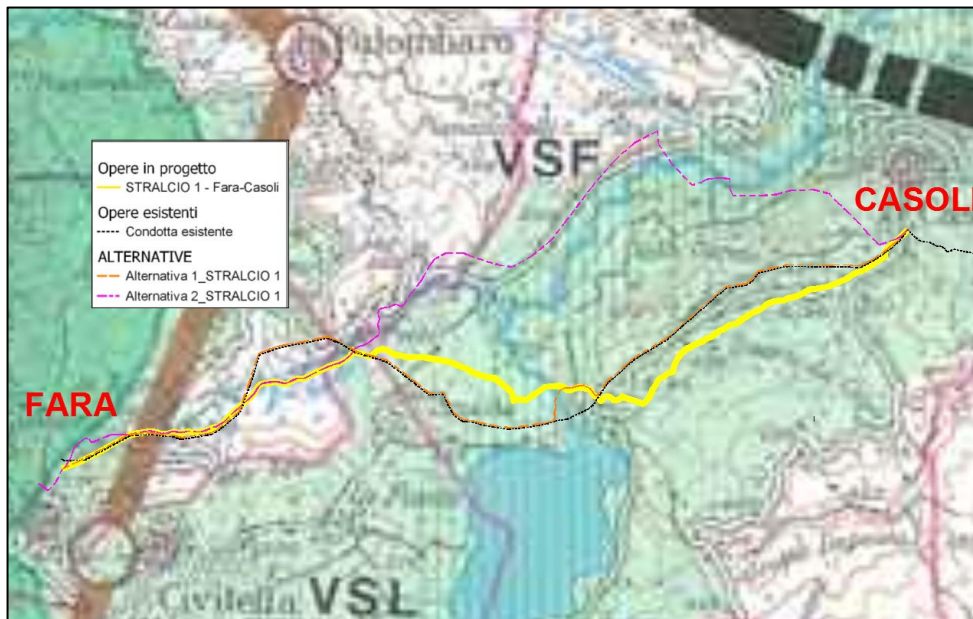 Palombaro
VSF
Opere in progetto
STRALCIO 1 - Fara-Casoli
Opere esistenti
Condotta esistente
ALTERNATIVE
Alternativa 1_STRALCIO 1
Alternativa 2_STRALCIO 1
CASOLI
FARA
Civitella VSL